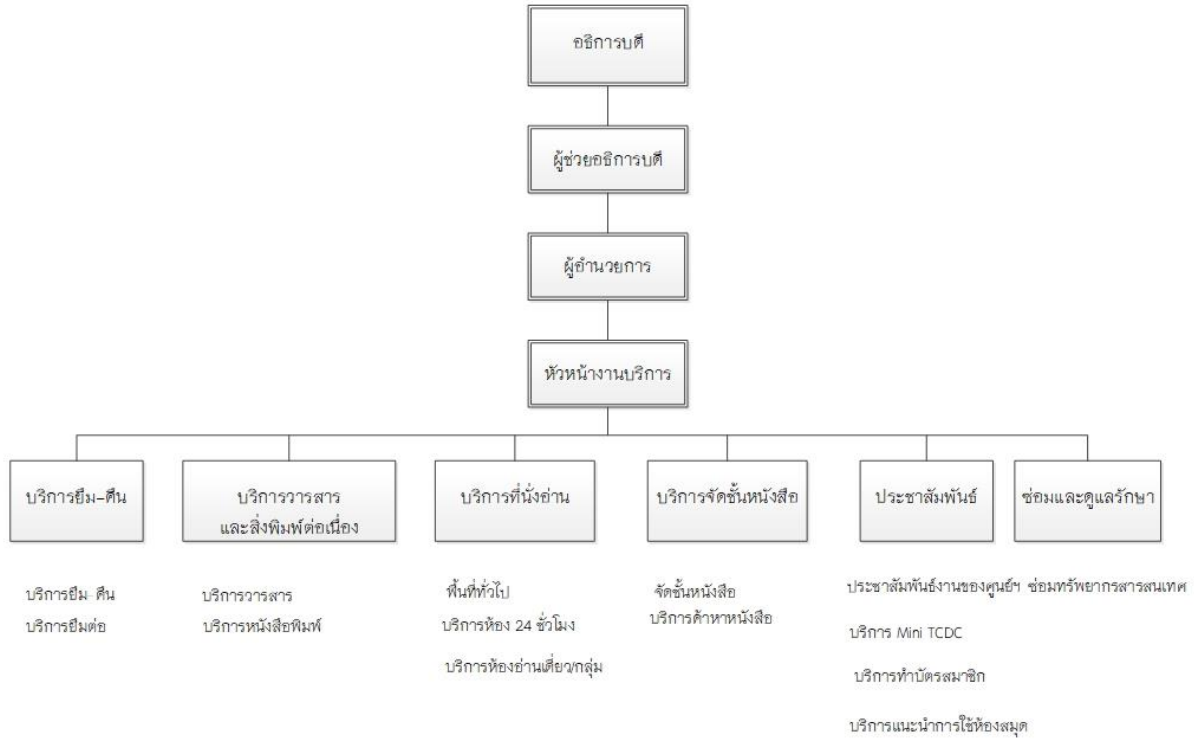 อธิการบดี
ผู้ช่วยอธิการบดี
ผู้อำนวยการ
หัวหน้างานบริการ
บริการยืม-คืน
บริการวารสาร
และสิ่งพิมพ์ต่อเนื่อง
บริการที่นั่งอ่าน
บริการจัดชั้นหนังสือ
ประชาสัมพันธ์
ซ่อมและดูแลรักษา
บริการยืม- คืน
บริการยืมต่อ
บริการวารสาร
บริการหนังสือพิมพ์
พื้นที่ทั่วไป
บริการห้อง 24 ชั่วโมง
บริการห้องอ่านเดี่ยว/กลุ่ม
จัดชั้นหนังสือ
บริการค้าหาหนังสือ
ประชาสัมพันธ์งานของศูนย์ฯ
บริการ Mini TCDC
บริการทำบัตรสมาชิก
บริการแนะนำการใช้ห้องสมุด
ซ่อมทรัพยากรสารสนเทศ